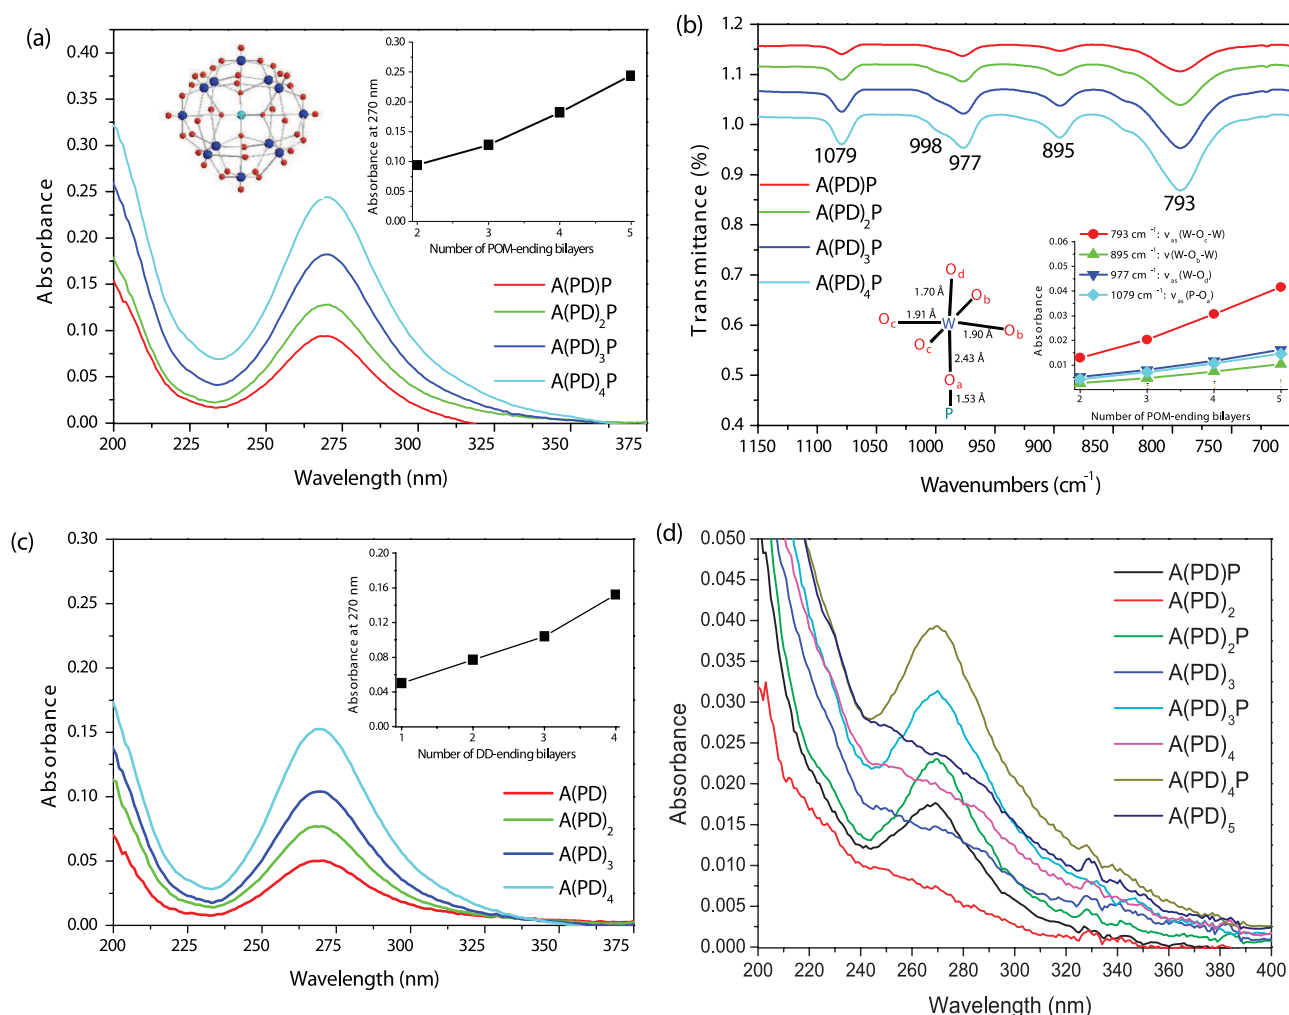 (a)
0.40
0.35
0.30
0.25
0.20
0.15
0.10
0.05
0.00
Absorbance
200 225 250 275 300 325 350 375
Wavelength (nm)
0.30
0.25
0.20
0.15
0.10
0.05
0.00
Absorbance at 270 nm
2 3 4 5
Number of POM-ending bilayers
A(PD)P
A(PD)₂P
A(PD)₃P
A(PD)₄P
(b)
1.2
1.1
1.0
0.9
0.8
0.7
0.6
0.5
0.4
Transmittance (%)
1150 1100 1050 1000 950 900 850 800 750 700
Wavenumbers (cm⁻¹)
1079 998 977 895 793
A(PD)P
A(PD)₂P
A(PD)₃P
A(PD)₄P
O_d
1.70 Å
O_b
O_c
1.91 Å
W
1.90 Å
O_b
O_c
2.43 Å
O_a
1.53 Å
P
793 cm⁻¹: ν_as(W-O_c-W)
895 cm⁻¹: ν(W-O_b-W)
977 cm⁻¹: ν_as(W-O_d)
1079 cm⁻¹: ν_as(P-O_a)
0.06
0.05
0.04
0.03
0.02
0.01
Absorbance
2 3 4 5
Number of POM-ending bilayers
(c)
0.30
0.25
0.20
0.15
0.10
0.05
0.00
Absorbance
200 225 250 275 300 325 350 375
Wavelength (nm)
0.20
0.16
0.12
0.08
0.04
0.00
Absorbance at 270 nm
1 2 3 4
Number of DD-ending bilayers
A(PD)
A(PD)₂
A(PD)₃
A(PD)₄
(d)
0.050
0.045
0.040
0.035
0.030
0.025
0.020
0.015
0.010
0.005
0.000
Absorbance
200 220 240 260 280 300 320 340 360 380 400
Wavelength (nm)
A(PD)P
A(PD)₂
A(PD)₂P
A(PD)₃
A(PD)₃P
A(PD)₄
A(PD)₄P
A(PD)₅